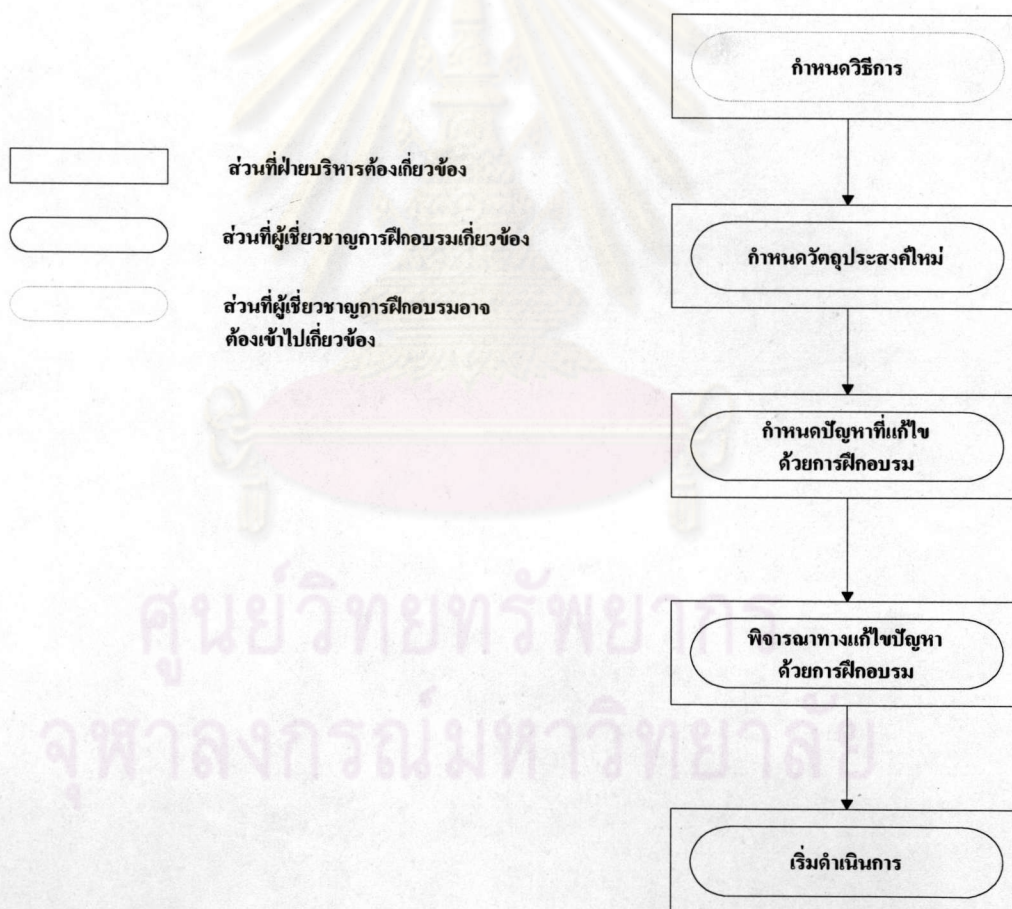 กำหนดวิธีการ
ส่วนที่ฝ่ายบริหารต้องเกี่ยวข้อง
ส่วนที่ผู้เชี่ยวชาญการฝึกอบรมเกี่ยวข้อง
ส่วนที่ผู้เชี่ยวชาญการฝึกอบรมอาจ
ต้องเข้าไปเกี่ยวข้อง
กำหนดวัตถุประสงค์ใหม่
กำหนดปัญหาที่แก้ไข
ด้วยการฝึกอบรม
พิจารณาทางแก้ไขปัญหา
ด้วยการฝึกอบรม
เริ่มดำเนินการ
ศูนย์วิทยทรัพยากร
จุฬาลงกรณ์มหาวิทยาลัย